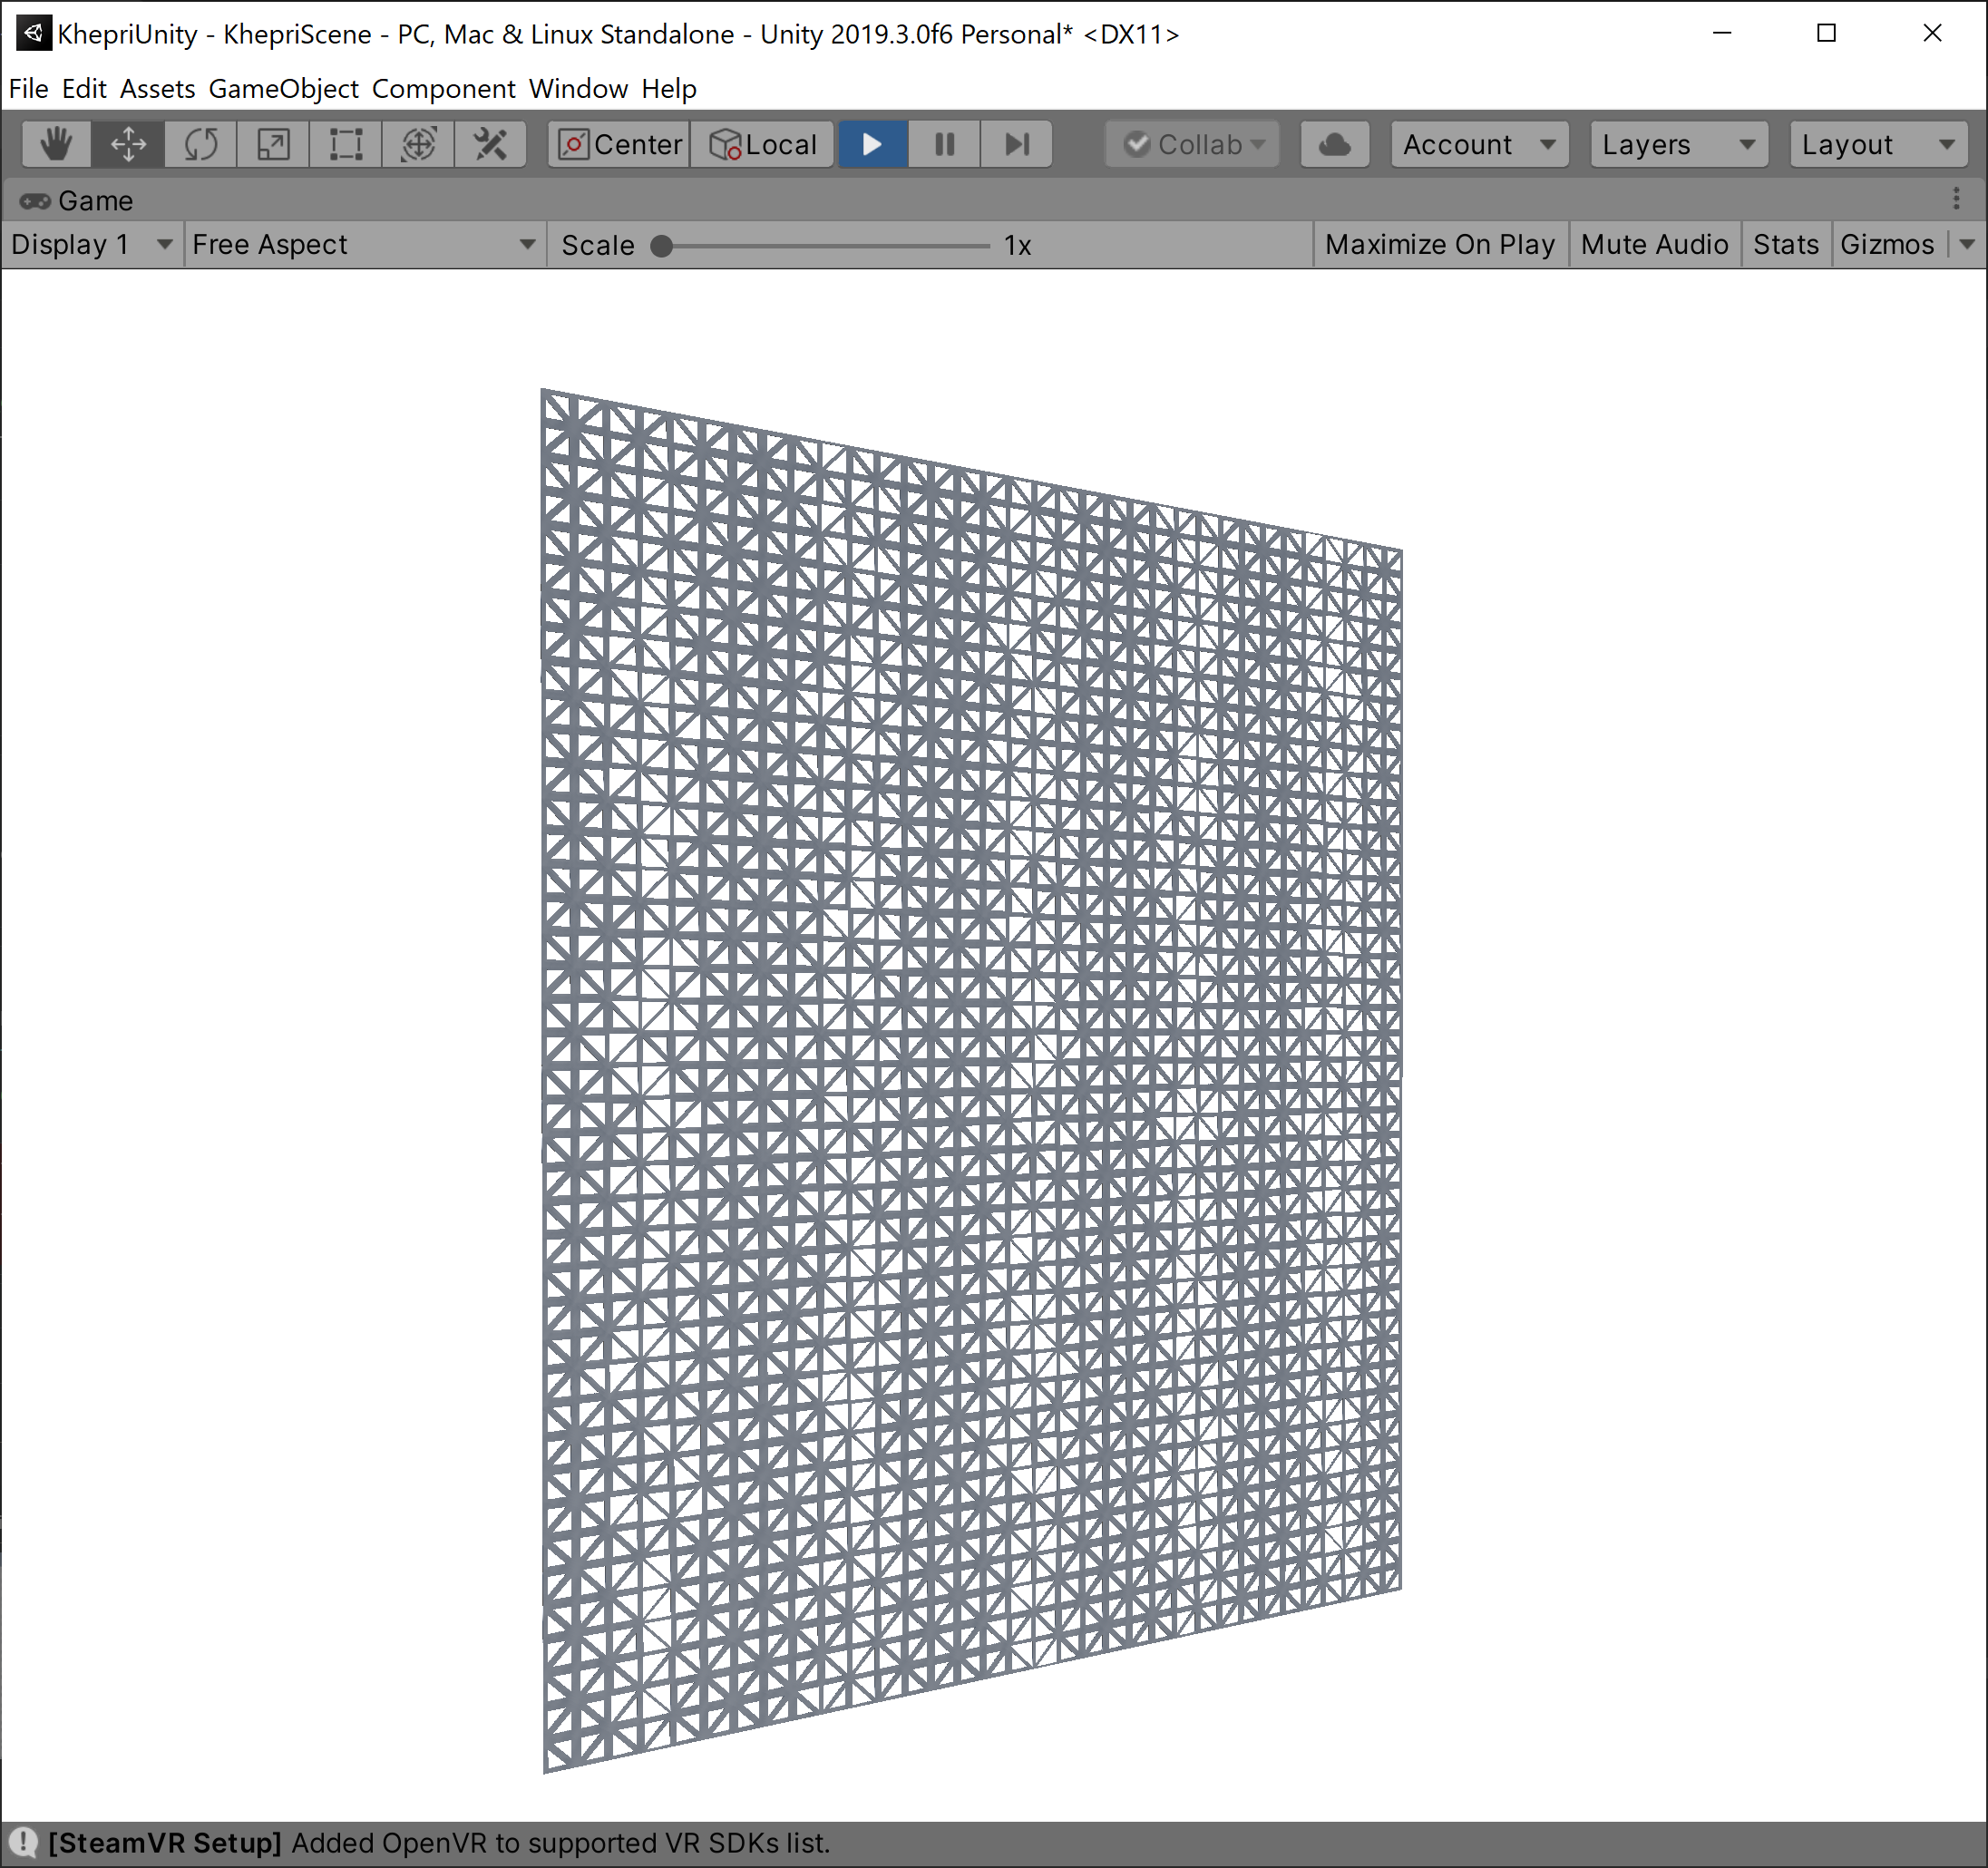 KhepriUnity - KhepriScene - PC, Mac & Linux Standalone - Unity 2019.3.0f6 Personal* <DX11>
File Edit Assets GameObject Component Window Help
Center Local Collab Account Layers Layout
Game
Display 1 Free Aspect Scale 1x Maximize On Play Mute Audio Stats Gizmos
[SteamVR Setup] Added OpenVR to supported VR SDKs list.